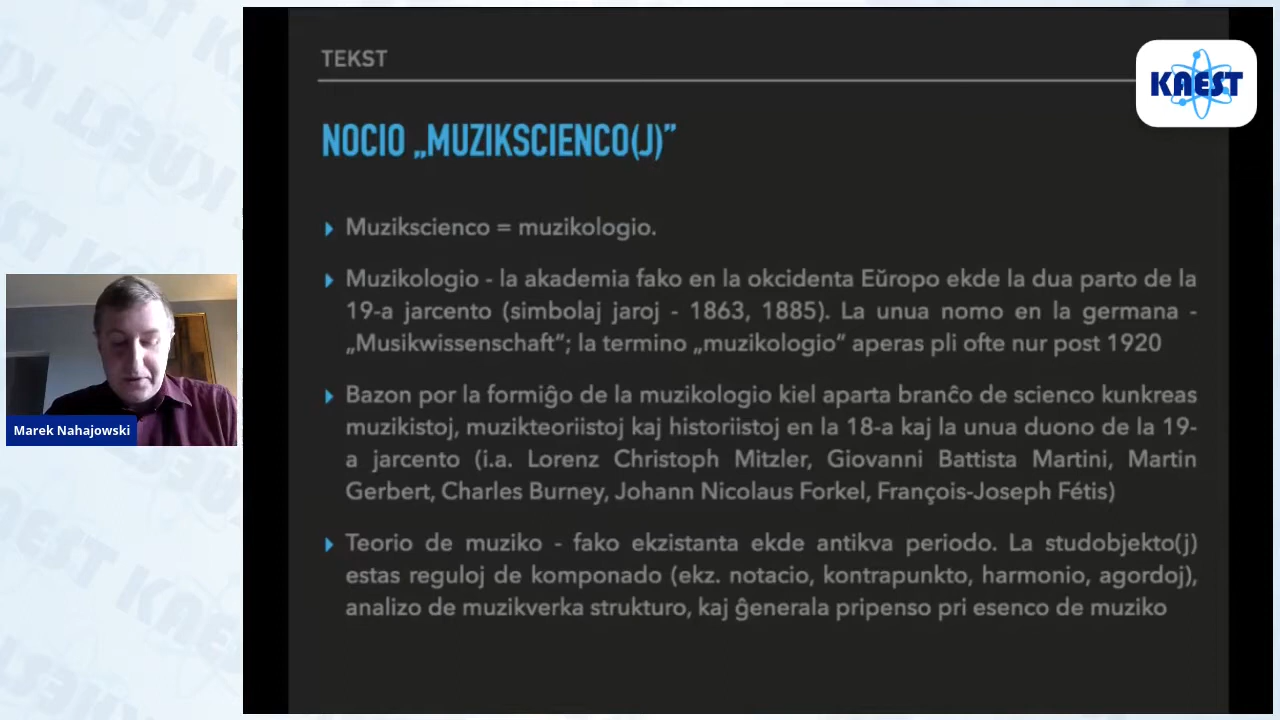 TEKST
KAEST
NOCIO „MUZIKSCIENCO(J)”
Muzikscienco = muzikologio.
Muzikologio - la akademia fako en la okcidenta Eŭropo ekde la dua parto de la
19-a jarcento (simbolaj jaroj - 1863, 1885). La unua nomo en la germana -
„Musikwissenschaft“; la termino „muzikologio“ aperas pli ofte nur post 1920
Bazon por la formiĝo de la muzikologio kiel aparta branĉo de scienco kunkreas
muzikistoj, muzikteoriistoj kaj historiistoj en la 18-a kaj la unua duono de la 19-
a jarcento (i.a. Lorenz Christoph Mitzler, Giovanni Battista Martini, Martin
Gerbert, Charles Burney, Johann Nicolaus Forkel, François-Joseph Fétis)
Teorio de muziko - fako ekzistanta ekde antikva periodo. La studobjekto(j)
estas reguloj de komponado (ekz. notacio, kontrapunkto, harmonio, agordoj),
analizo de muzikverka strukturo, kaj ĝenerala pripenso pri esenco de muziko
Marek Nahajowski